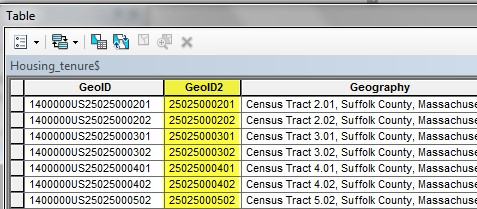 Table
Housing_tenure$
GeoID GeoID2 Geography
1400000US25025000201 25025000201 Census Tract 2.01, Suffolk County, Massachuse
1400000US25025000202 25025000202 Census Tract 2.02, Suffolk County, Massachuse
1400000US25025000301 25025000301 Census Tract 3.01, Suffolk County, Massachuse
1400000US25025000302 25025000302 Census Tract 3.02, Suffolk County, Massachuse
1400000US25025000401 25025000401 Census Tract 4.01, Suffolk County, Massachuse
1400000US25025000402 25025000402 Census Tract 4.02, Suffolk County, Massachuse
1400000US25025000502 25025000502 Census Tract 5.02, Suffolk County, Massachuse